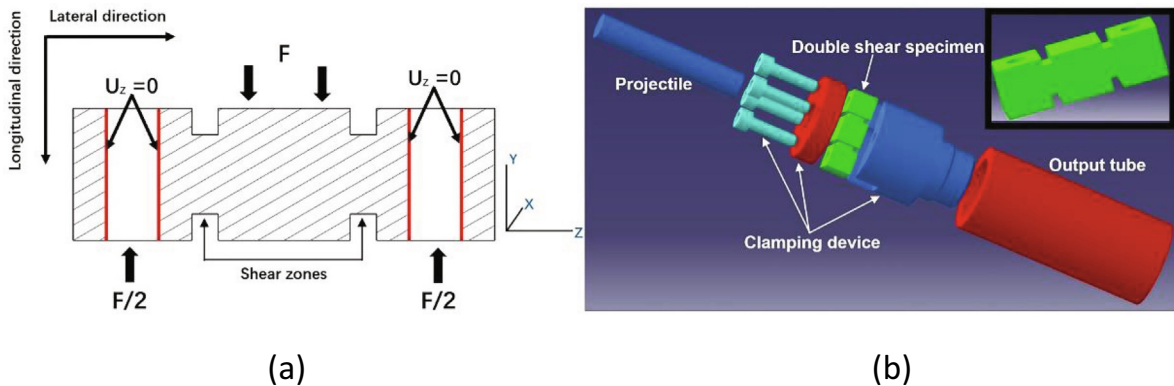 Lateral direction
Longitudinal direction
F
Uz =0
Uz =0
Y
X
Z
Shear zones
F/2
F/2
(a)
Double shear specimen
Projectile
Output tube
Clamping device
(b)